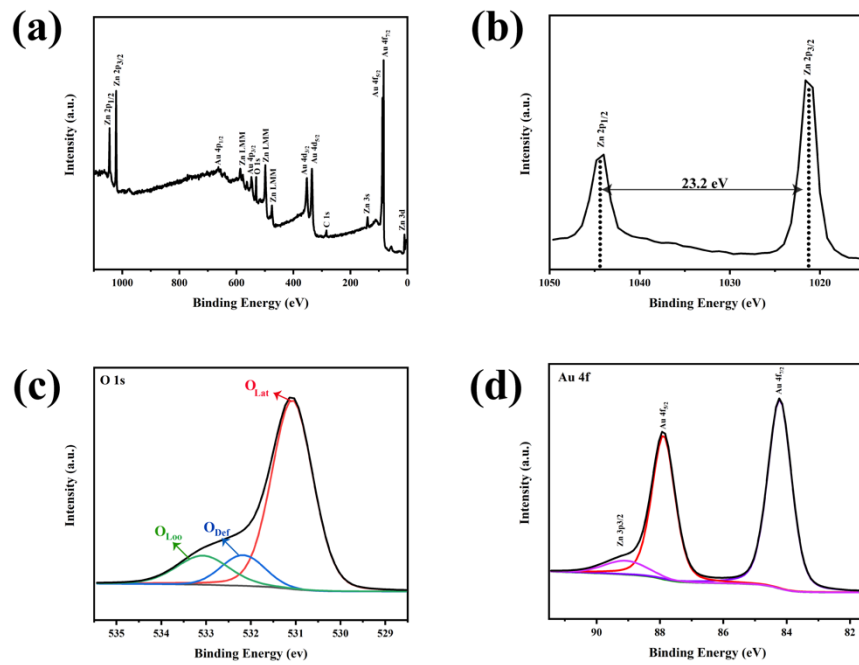 (a)
Intensity (a.u.)
Zn 2p1/2
Zn 2p3/2
Au 4p1/2
Zn LMM
Au 4p3/2
O 1s
Zn LMM
Zn LMM
Au 4d3/2
Au 4d5/2
C 1s
Zn 3s
Au 4f5/2
Au 4f7/2
Zn 3d
1000 800 600 400 200 0
Binding Energy (eV)
(b)
Intensity (a.u.)
Zn 2p1/2
Zn 2p3/2
23.2 eV
1050 1040 1030 1020
Binding Energy (eV)
(c)
O 1s
Intensity (a.u.)
OLoo
ODef
OLat
535 534 533 532 531 530 529
Binding Energy (ev)
(d)
Au 4f
Intensity (a.u.)
Zn 3p3/2
Au 4f5/2
Au 4f7/2
90 88 86 84 82
Binding Energy (eV)